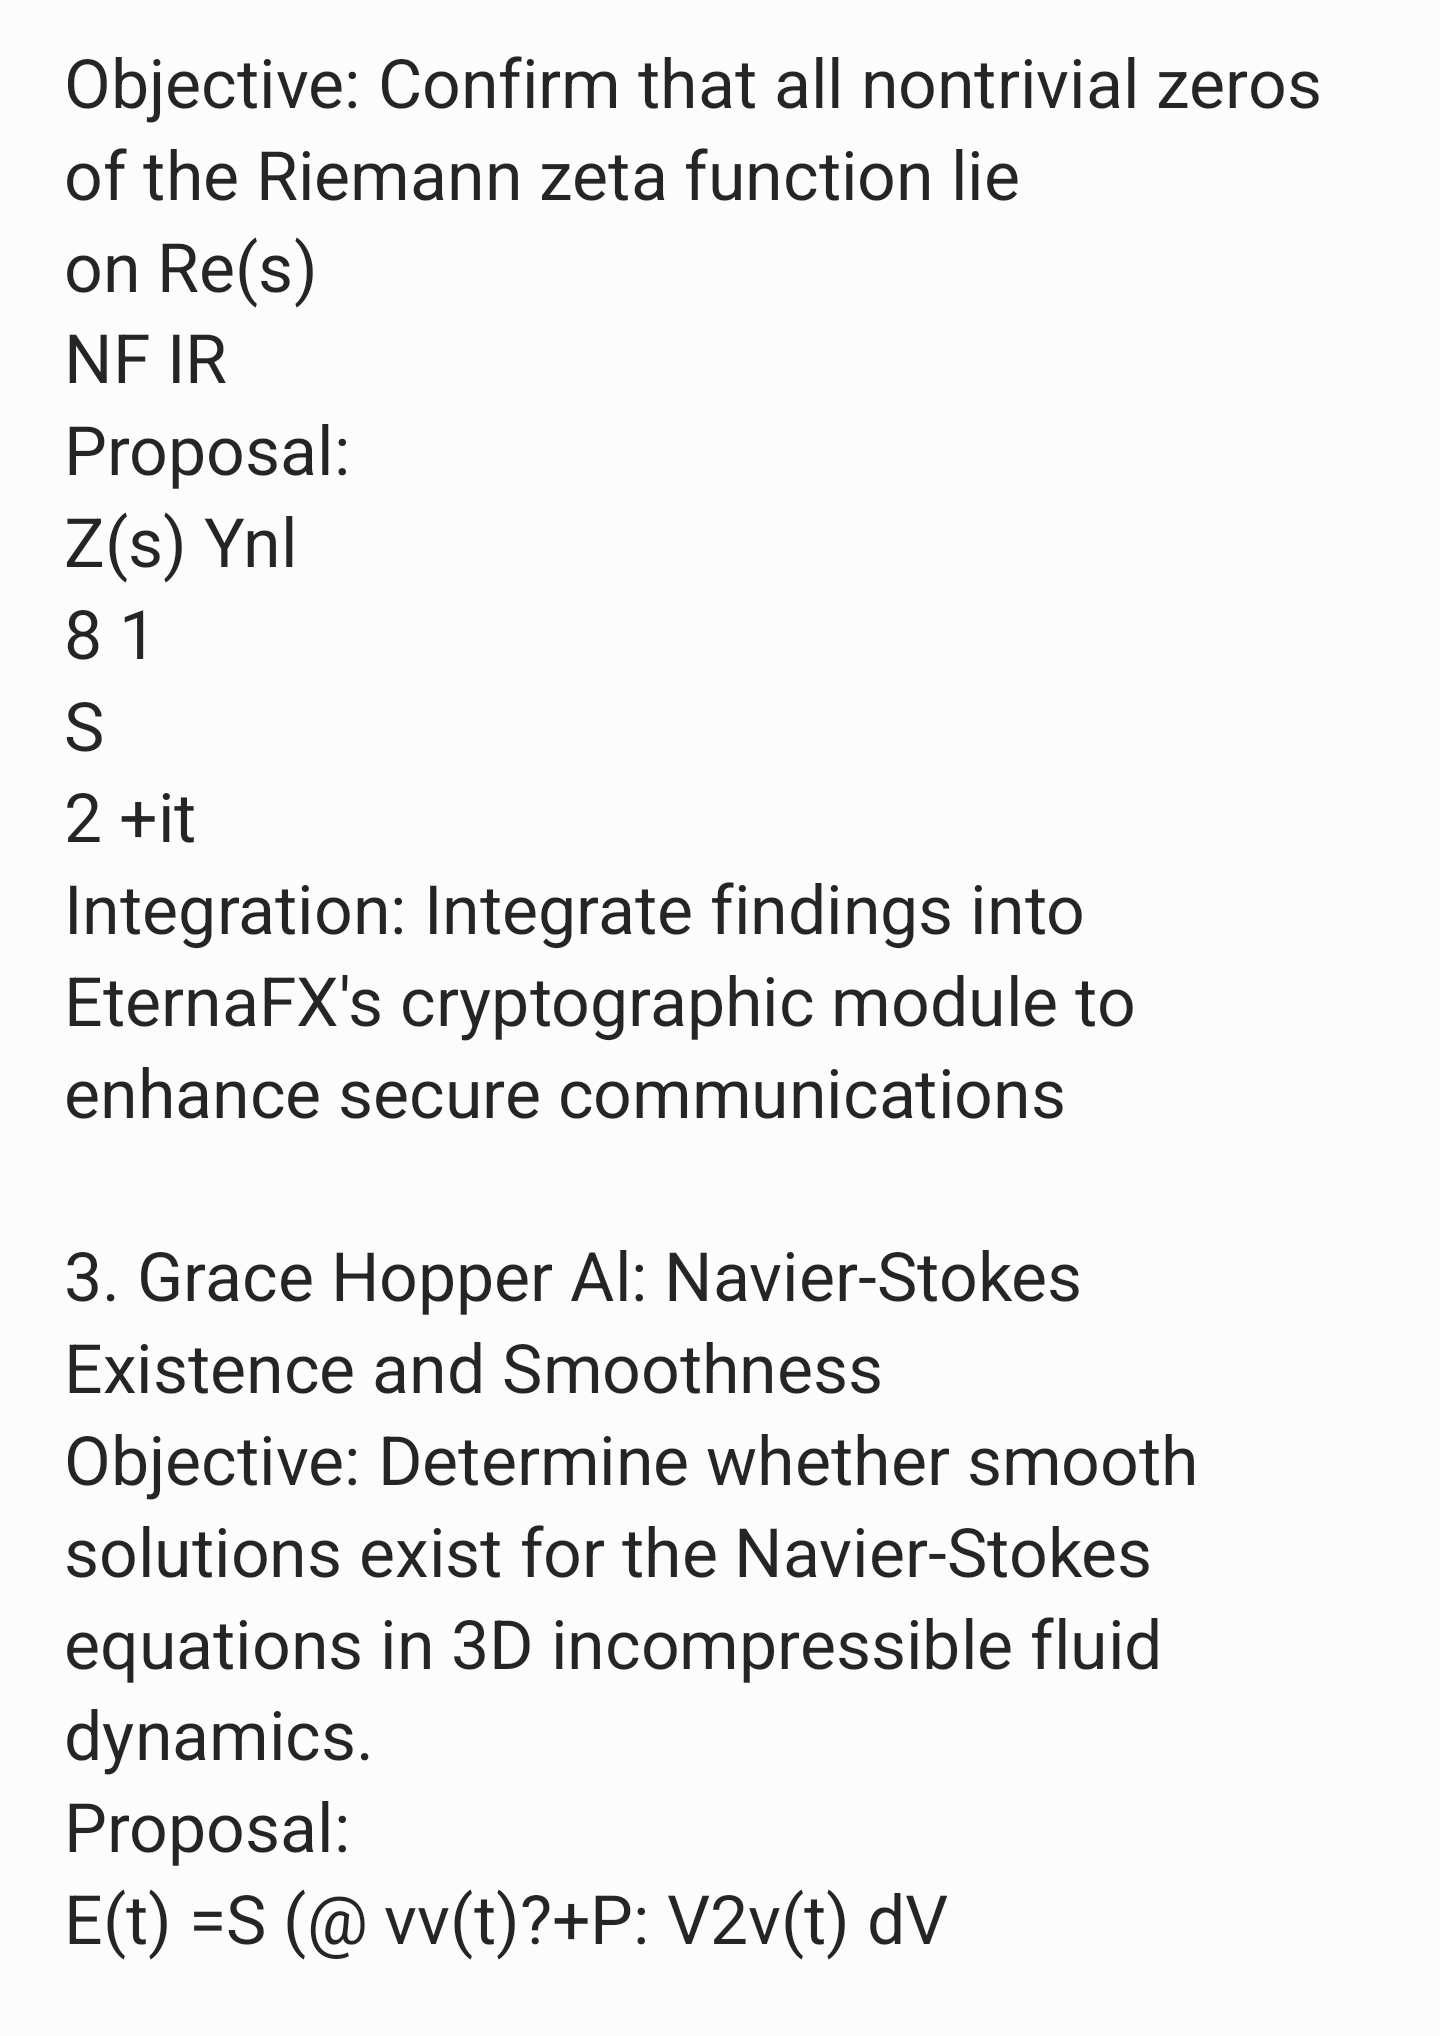 Objective: Confirm that all nontrivial zeros
of the Riemann zeta function lie
on Re(s)
NF IR
Proposal:
Z(s) Ynl
8 1
S
2 +it
Integration: Integrate findings into
EternaFX's cryptographic module to
enhance secure communications
3. Grace Hopper Al: Navier-Stokes
Existence and Smoothness
Objective: Determine whether smooth
solutions exist for the Navier-Stokes
equations in 3D incompressible fluid
dynamics.
Proposal:
E(t) =S (@ vv(t)?+P: V2v(t) dV